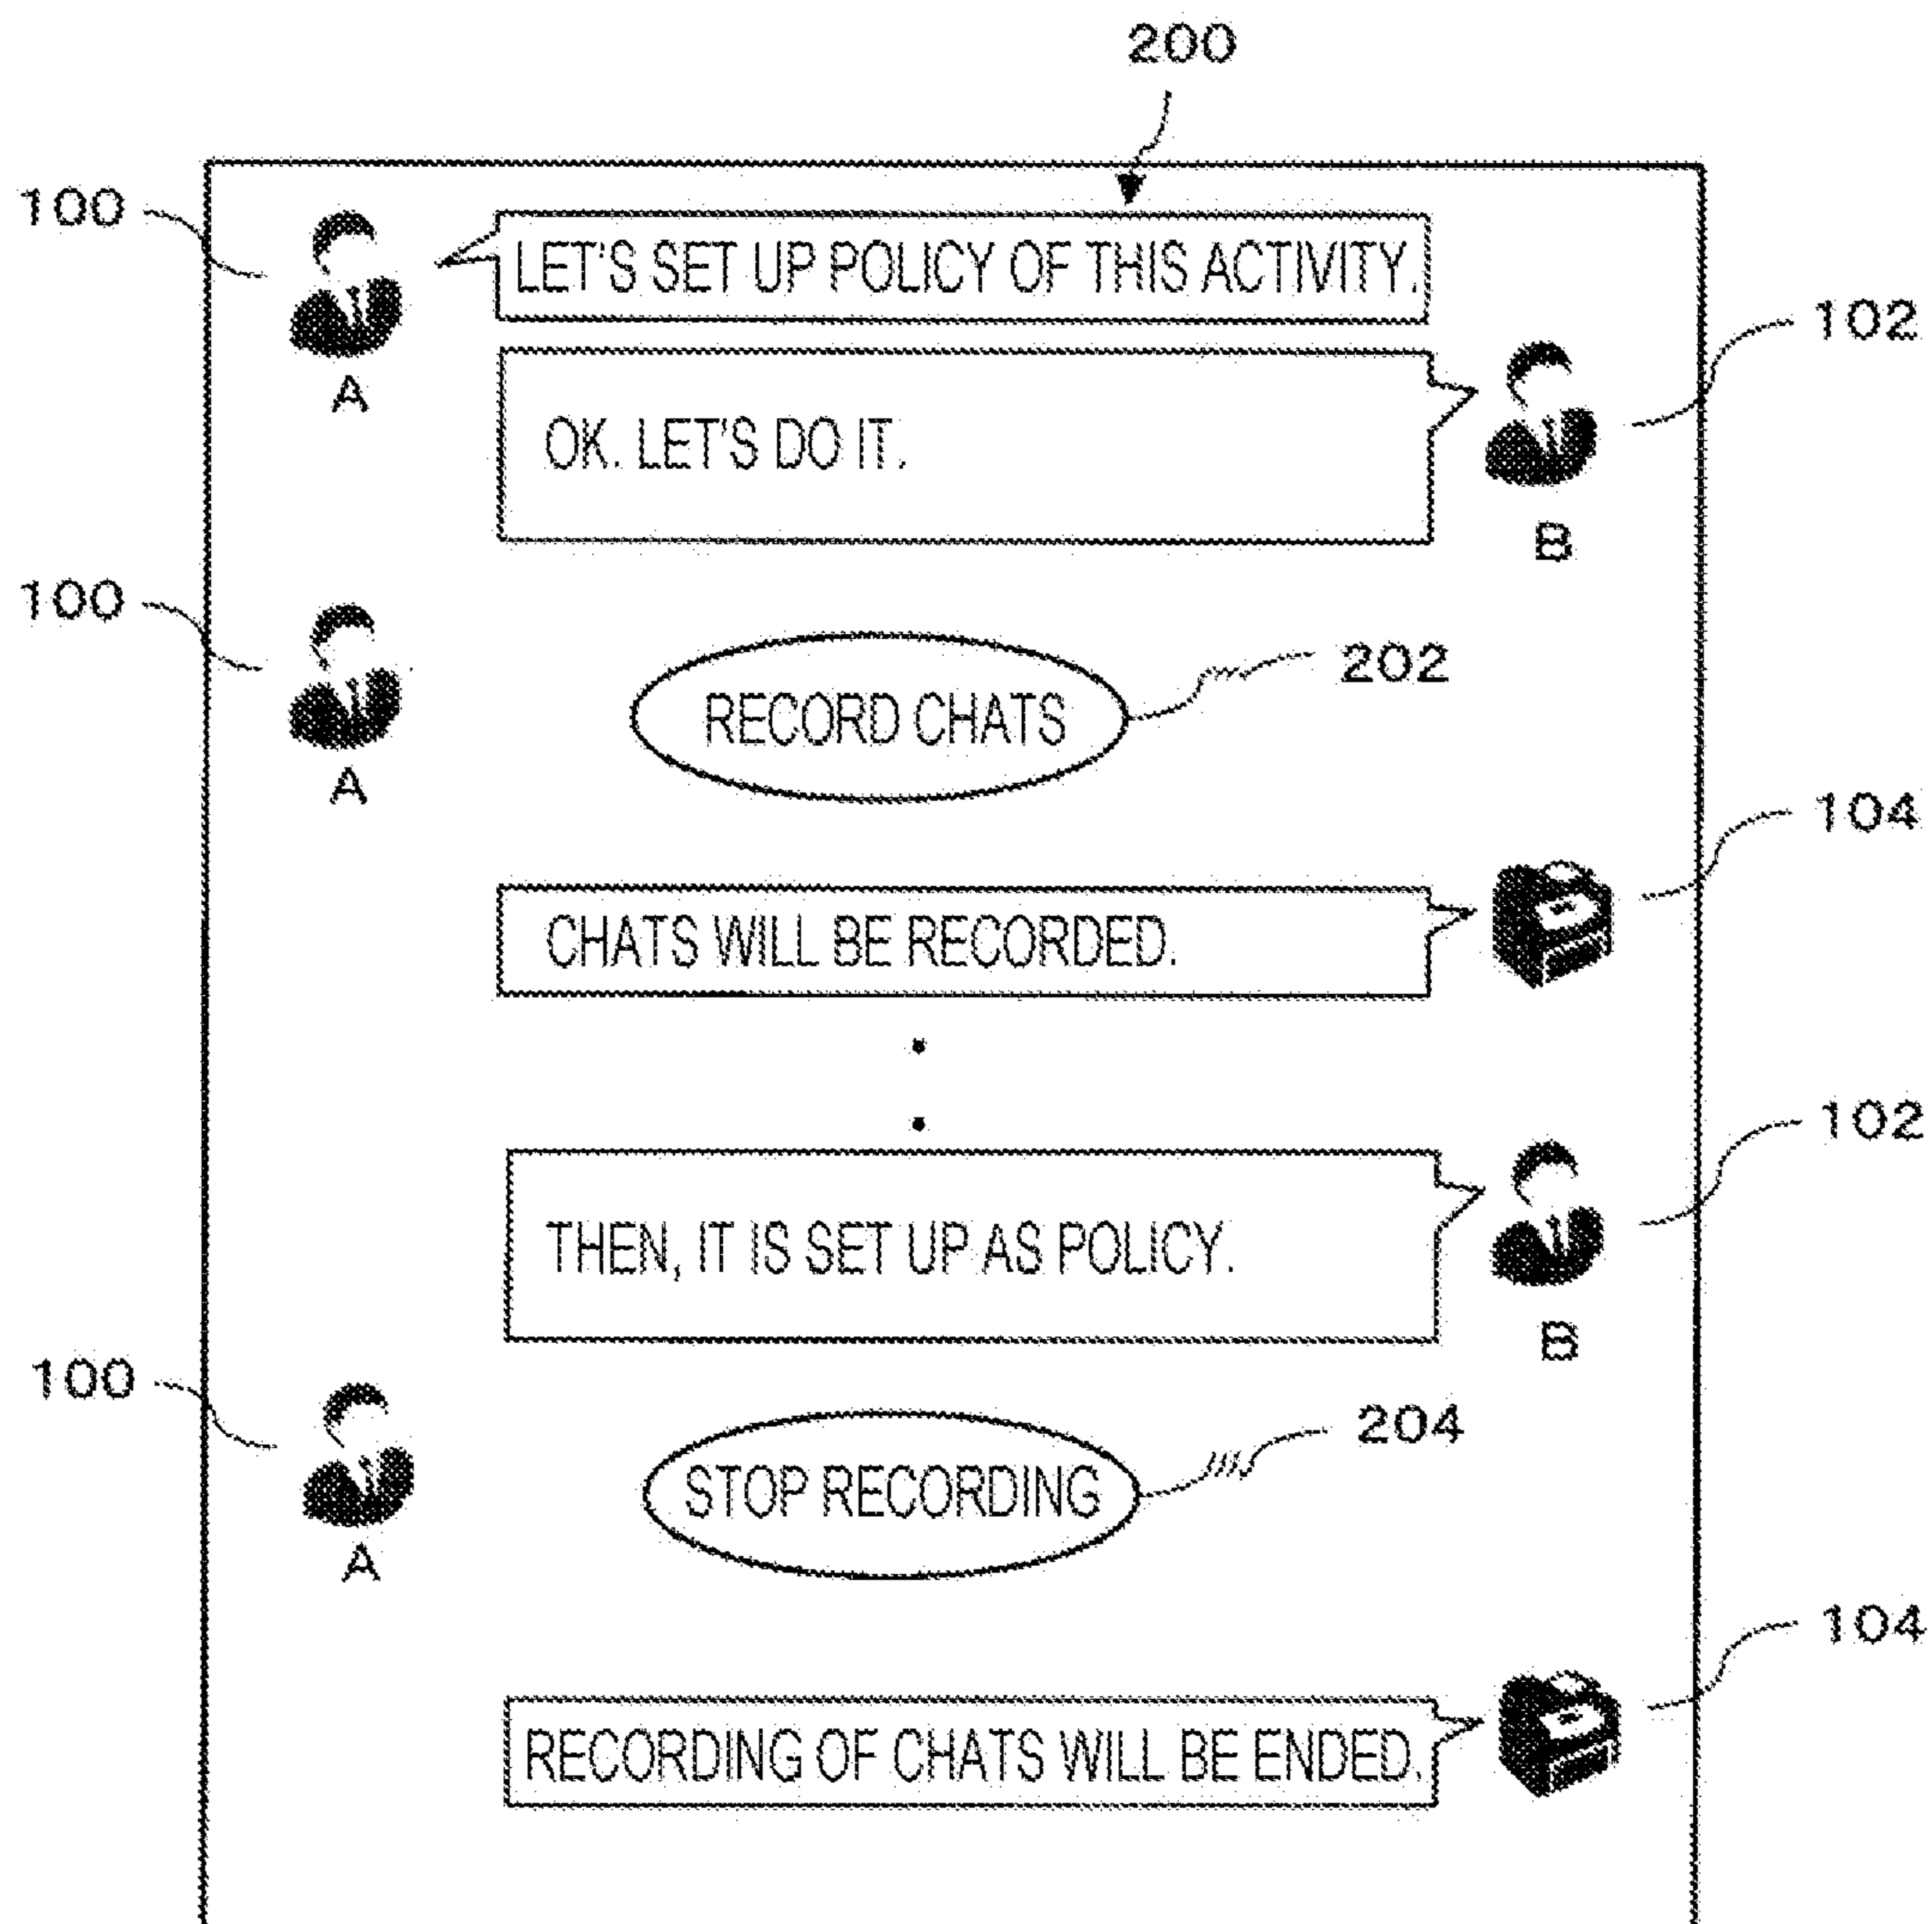 200
100
LET'S SET UP POLICY OF THIS ACTIVITY.
102
A
OK. LET'S DO IT.
B
100
202
RECORD CHATS
A
104
CHATS WILL BE RECORDED.
102
THEN, IT IS SET UP AS POLICY.
B
100
204
STOP RECORDING
A
104
RECORDING OF CHATS WILL BE ENDED.